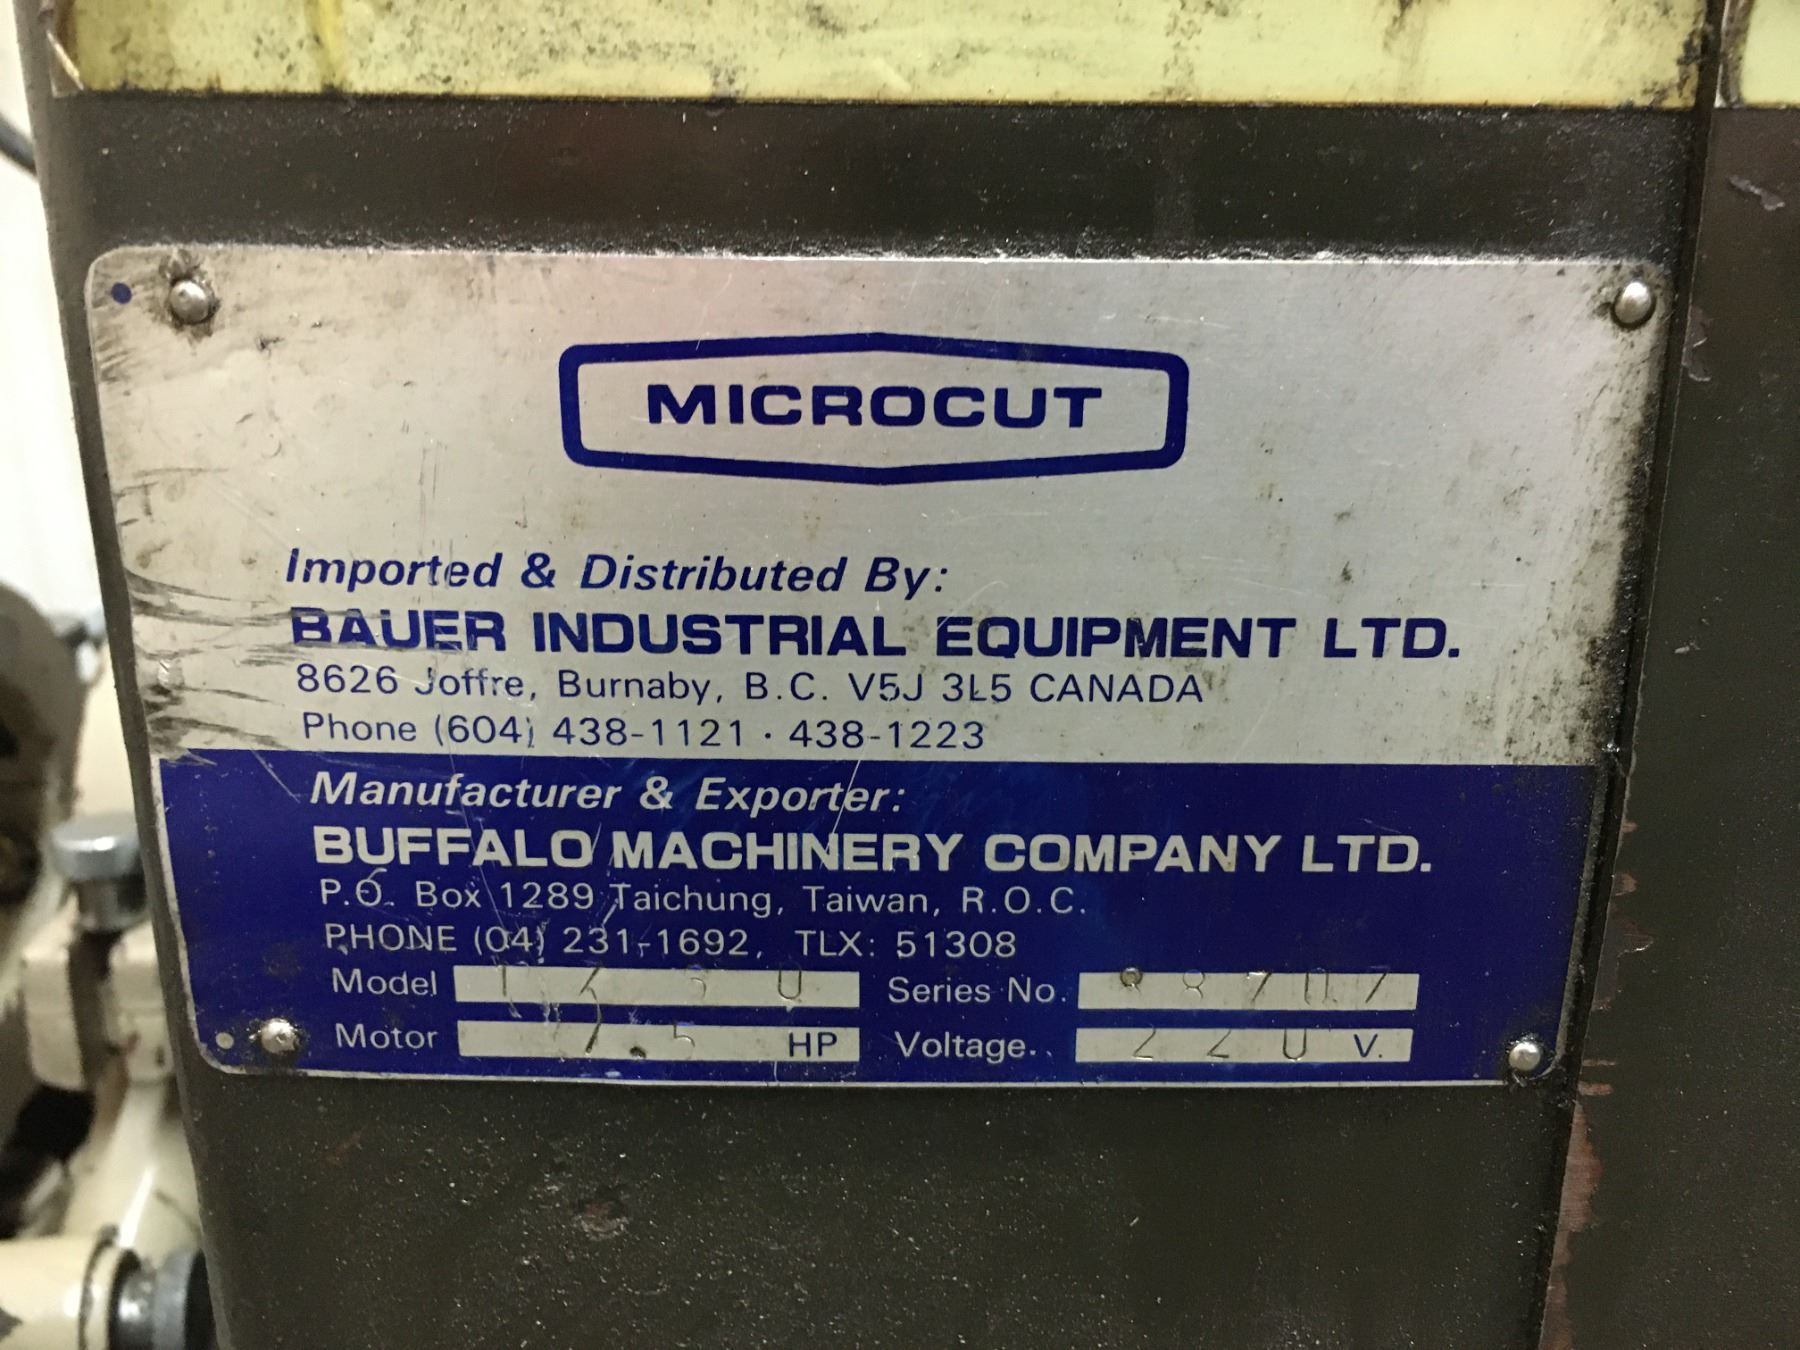 MICROCUT
Imported & Distributed By:
BAUER INDUSTRIAL EQUIPMENT LTD.
8626 Joffre, Burnaby, B.C. V5J 3L5 CANADA
Phone (604) 438-1121 · 438-1223
Manufacturer & Exporter:
BUFFALO MACHINERY COMPANY LTD.
P.O. Box 1289 Taichung, Taiwan, R.O.C.
PHONE (04) 231-1692, TLX: 51308
Model Series No.
Motor 7.5 HP Voltage.. 220 V.